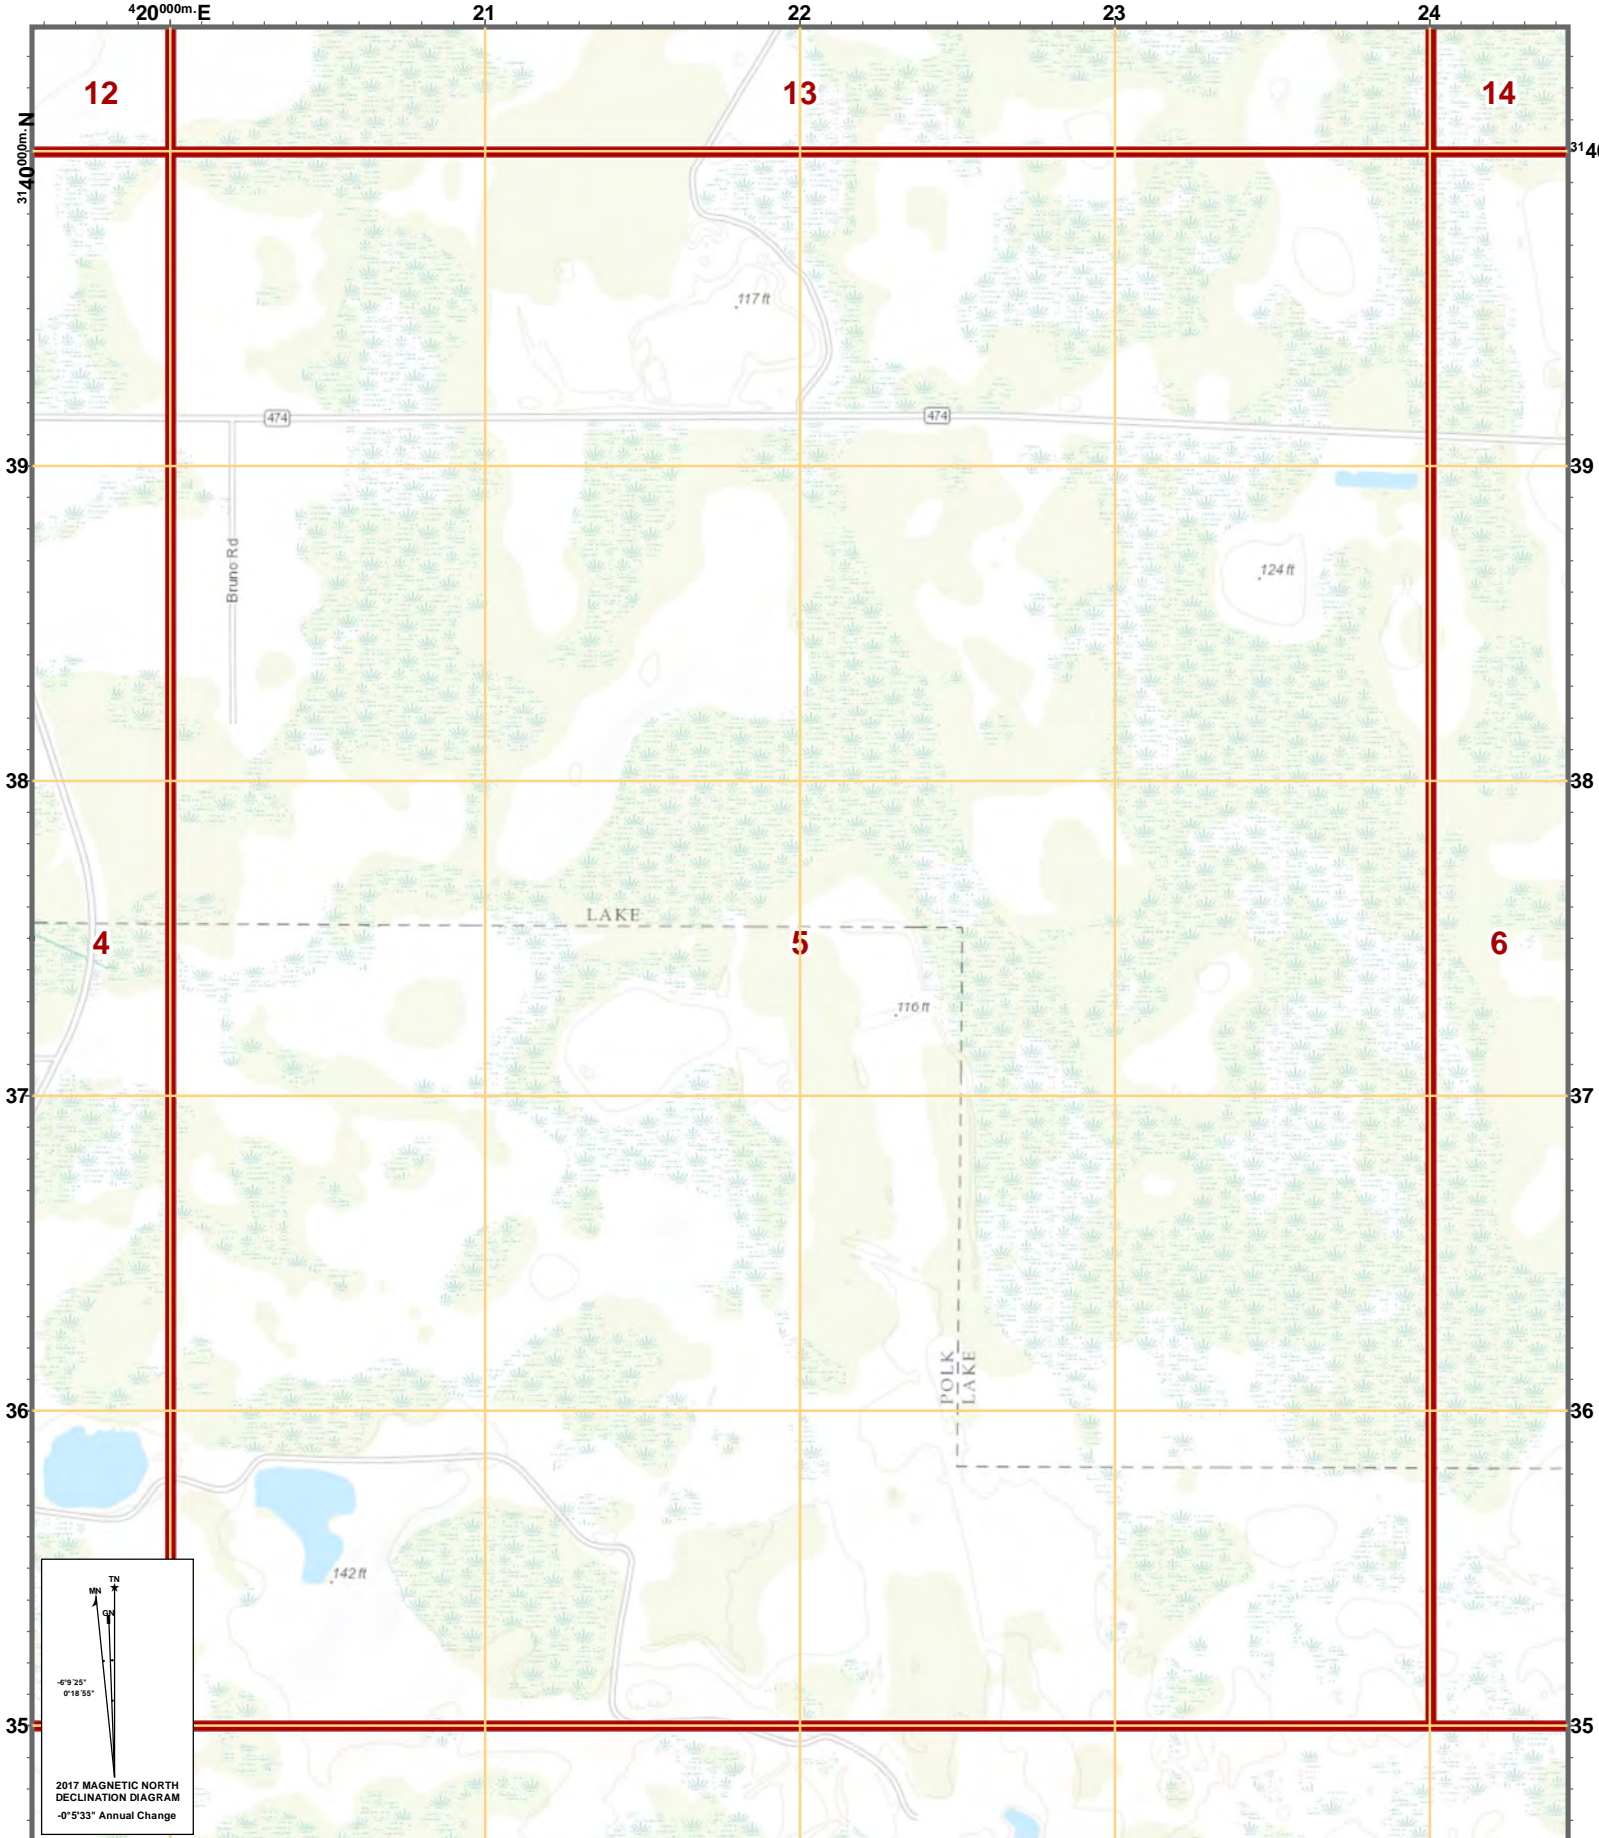 420000m.E 21 22 23 24
12 13 14
3140000m.N
3140
117 ft
474 474
39 39
Bruno Rd
124 ft
38 38
LAKE
4 5 6
116 ft
37 37
POLK
LAKE
36 36
142 ft
TN
MN
GN
-6°9'25"
0°18'55"
35 35
2017 MAGNETIC NORTH
DECLINATION DIAGRAM
-0°5'33" Annual Change